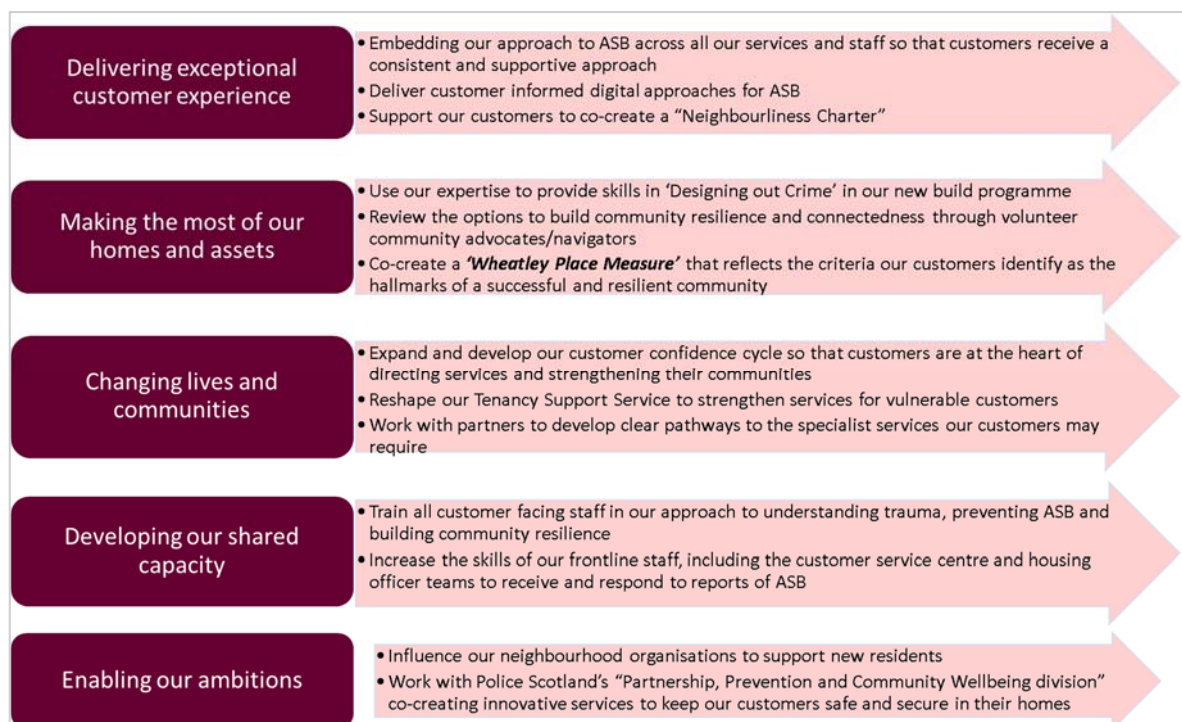 Delivering exceptional
customer experience
• Embedding our approach to ASB across all our services and staff so that customers receive a
consistent and supportive approach
• Deliver customer informed digital approaches for ASB
• Support our customers to co-create a “Neighbourliness Charter”
Making the most of our
homes and assets
• Use our expertise to provide skills in ‘Designing out Crime’ in our new build programme
• Review the options to build community resilience and connectedness through volunteer
community advocates/navigators
• Co-create a ‘Wheatley Place Measure’ that reflects the criteria our customers identify as the
hallmarks of a successful and resilient community
Changing lives and
communities
• Expand and develop our customer confidence cycle so that customers are at the heart of
directing services and strengthening their communities
• Reshape our Tenancy Support Service to strengthen services for vulnerable customers
• Work with partners to develop clear pathways to the specialist services our customers may
require
Developing our shared
capacity
• Train all customer facing staff in our approach to understanding trauma, preventing ASB and
building community resilience
• Increase the skills of our frontline staff, including the customer service centre and housing
officer teams to receive and respond to reports of ASB
Enabling our ambitions
• Influence our neighbourhood organisations to support new residents
• Work with Police Scotland’s “Partnership, Prevention and Community Wellbeing division”
co-creating innovative services to keep our customers safe and secure in their homes